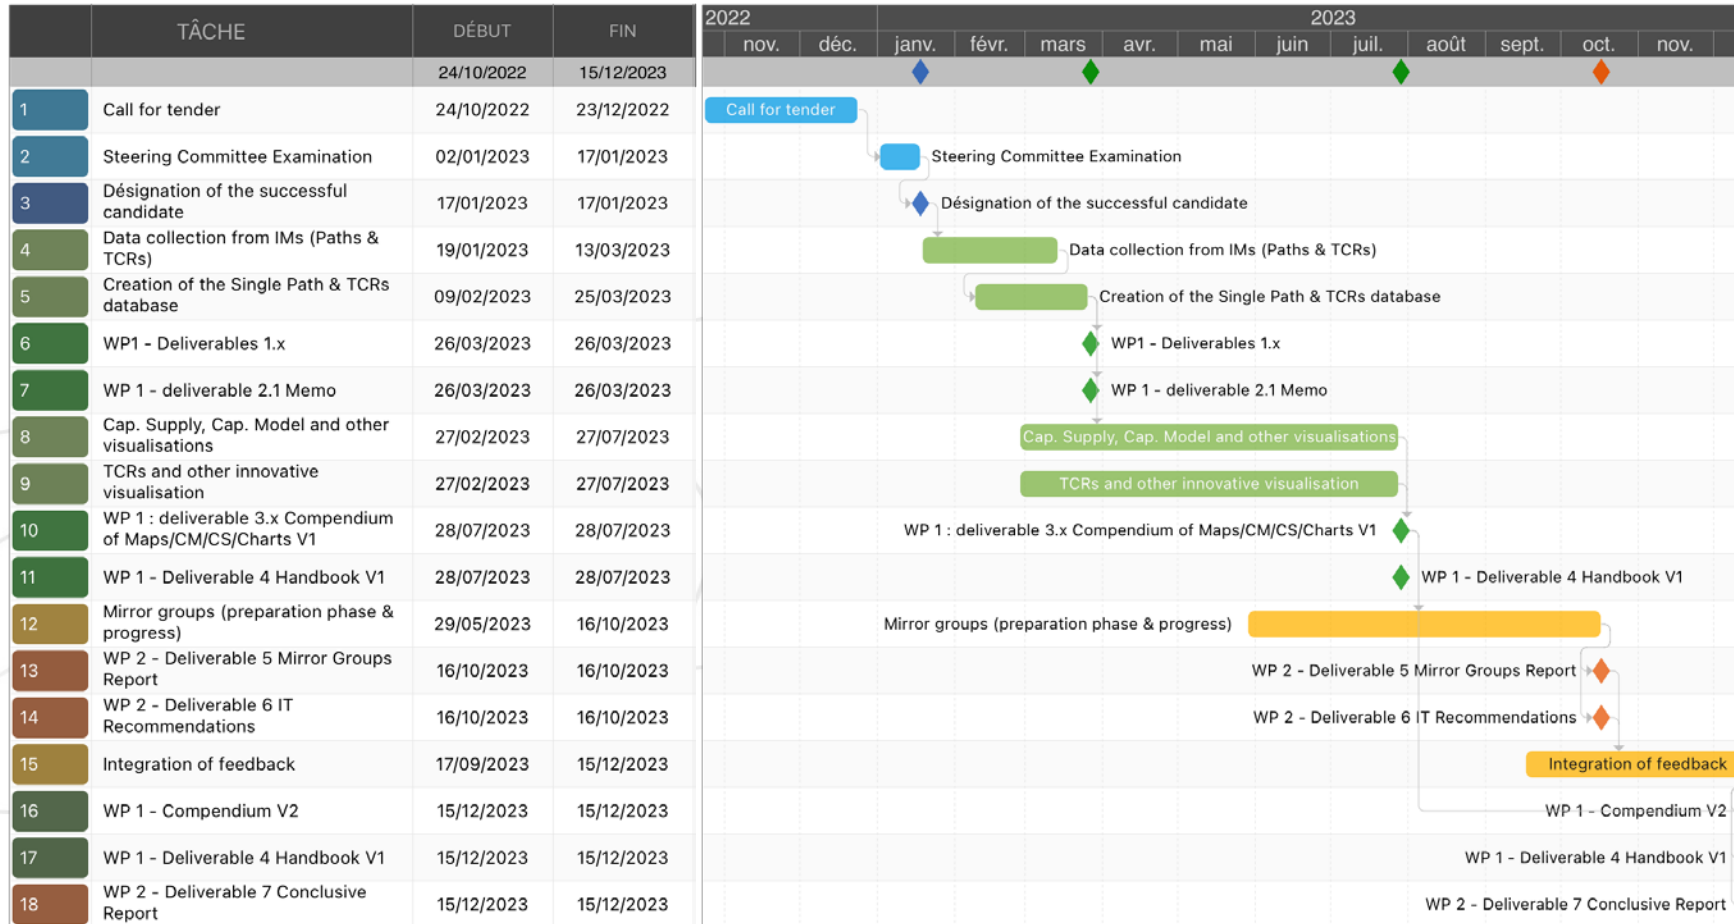 TÂCHE DÉBUT FIN 2022 2023
nov. déc. janv. févr. mars avr. mai juin juil. août sept. oct. nov.
24/10/2022 15/12/2023
1 Call for tender 24/10/2022 23/12/2022 Call for tender
2 Steering Committee Examination 02/01/2023 17/01/2023 Steering Committee Examination
3 Désignation of the successful
candidate 17/01/2023 17/01/2023 Désignation of the successful candidate
4 Data collection from IMs (Paths &
TCRs) 19/01/2023 13/03/2023 Data collection from IMs (Paths & TCRs)
5 Creation of the Single Path & TCRs
database 09/02/2023 25/03/2023 Creation of the Single Path & TCRs database
6 WP1 - Deliverables 1.x 26/03/2023 26/03/2023 WP1 - Deliverables 1.x
7 WP 1 - deliverable 2.1 Memo 26/03/2023 26/03/2023 WP 1 - deliverable 2.1 Memo
8 Cap. Supply, Cap. Model and other
visualisations 27/02/2023 27/07/2023 Cap. Supply, Cap. Model and other visualisations
9 TCRs and other innovative
visualisation 27/02/2023 27/07/2023 TCRs and other innovative visualisation
10 WP 1 : deliverable 3.x Compendium
of Maps/CM/CS/Charts V1 28/07/2023 28/07/2023 WP 1 : deliverable 3.x Compendium of Maps/CM/CS/Charts V1
11 WP 1 - Deliverable 4 Handbook V1 28/07/2023 28/07/2023 WP 1 - Deliverable 4 Handbook V1
12 Mirror groups (preparation phase &
progress) 29/05/2023 16/10/2023 Mirror groups (preparation phase & progress)
13 WP 2 - Deliverable 5 Mirror Groups
Report 16/10/2023 16/10/2023 WP 2 - Deliverable 5 Mirror Groups Report
14 WP 2 - Deliverable 6 IT
Recommendations 16/10/2023 16/10/2023 WP 2 - Deliverable 6 IT Recommendations
15 Integration of feedback 17/09/2023 15/12/2023 Integration of feedback
16 WP 1 - Compendium V2 15/12/2023 15/12/2023 WP 1 - Compendium V2
17 WP 1 - Deliverable 4 Handbook V1 15/12/2023 15/12/2023 WP 1 - Deliverable 4 Handbook V1
18 WP 2 - Deliverable 7 Conclusive
Report 15/12/2023 15/12/2023 WP 2 - Deliverable 7 Conclusive Report